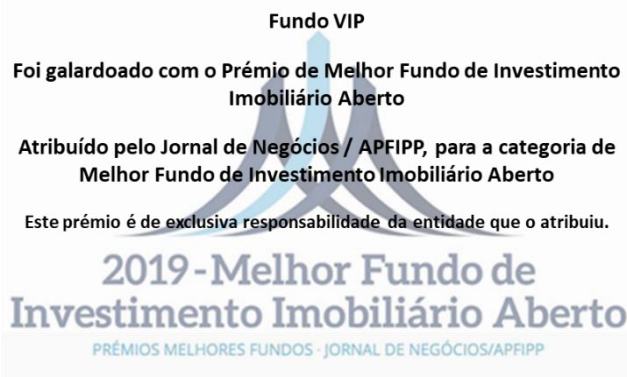 Fundo VIP
Foi galardoado com o Prémio de Melhor Fundo de Investimento
Imobiliário Aberto
Atribuído pelo Jornal de Negócios / APFIPP, para a categoria de
Melhor Fundo de Investimento Imobiliário Aberto
Este prémio é de exclusiva responsabilidade da entidade que o atribuiu.
2019 - Melhor Fundo de
Investimento Imobiliário Aberto
PRÉMIOS MELHORES FUNDOS · JORNAL DE NEGÓCIOS/APFIPP